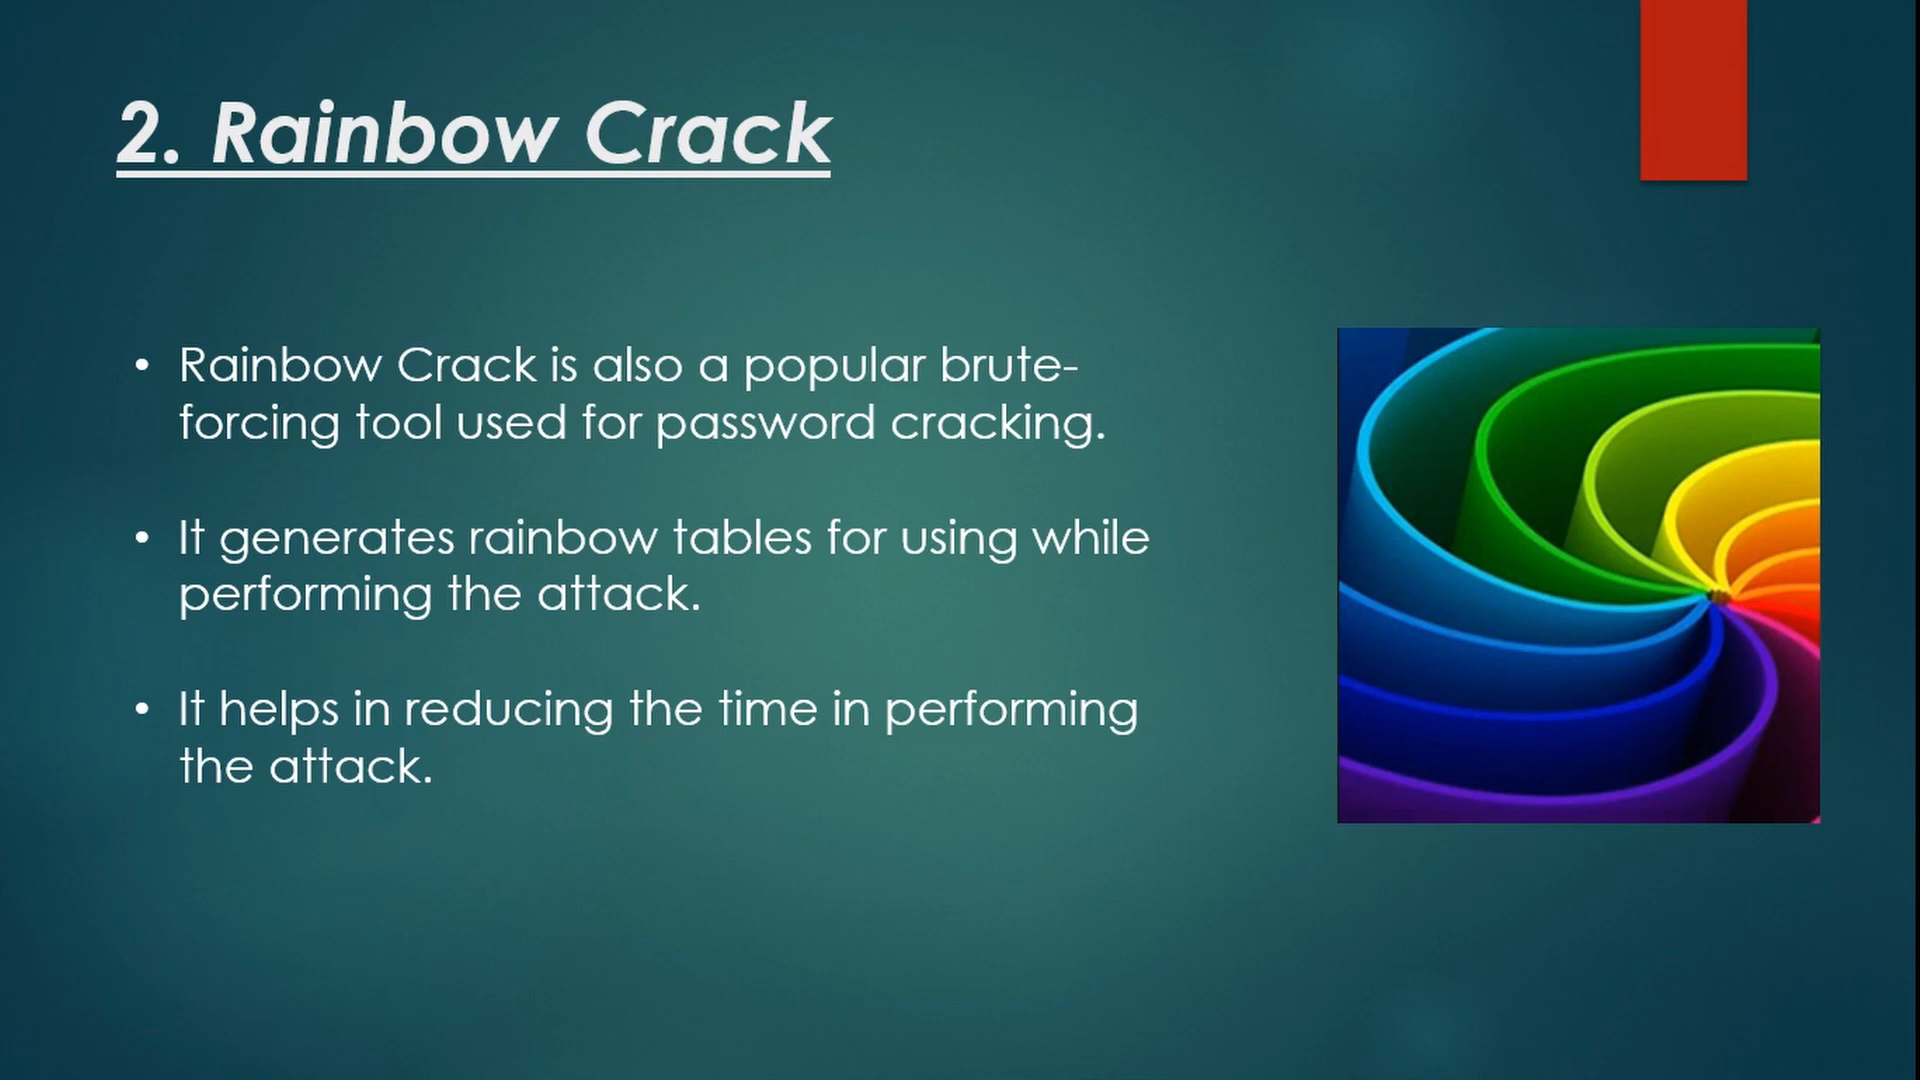 2. Rainbow Crack
• Rainbow Crack is also a popular brute-
forcing tool used for password cracking.
• It generates rainbow tables for using while
performing the attack.
• It helps in reducing the time in performing
the attack.